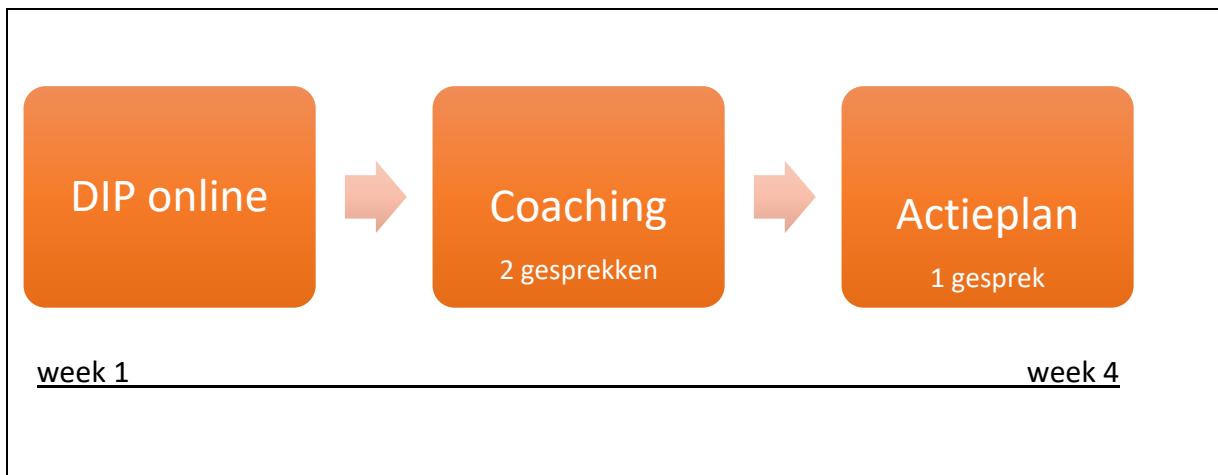 DIP online
Coaching
2 gesprekken
Actieplan
1 gesprek
week 1 week 4